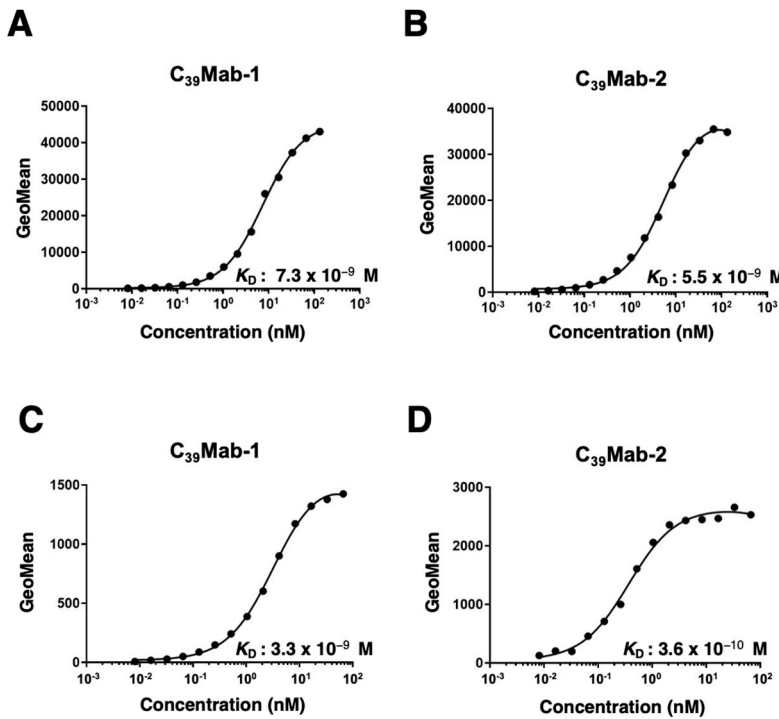 A
C₃₉Mab-1
50000
40000
30000
20000
10000
0
GeoMean
K_D : 7.3 x 10⁻⁹ M
10⁻³ 10⁻² 10⁻¹ 10⁰ 10¹ 10² 10³
Concentration (nM)
B
C₃₉Mab-2
40000
30000
20000
10000
0
GeoMean
K_D : 5.5 x 10⁻⁹ M
10⁻³ 10⁻² 10⁻¹ 10⁰ 10¹ 10² 10³
Concentration (nM)
C
C₃₉Mab-1
1500
1000
500
0
GeoMean
K_D : 3.3 x 10⁻⁹ M
10⁻³ 10⁻² 10⁻¹ 10⁰ 10¹ 10²
Concentration (nM)
D
C₃₉Mab-2
3000
2000
1000
0
GeoMean
K_D : 3.6 x 10⁻¹⁰ M
10⁻³ 10⁻² 10⁻¹ 10⁰ 10¹ 10²
Concentration (nM)